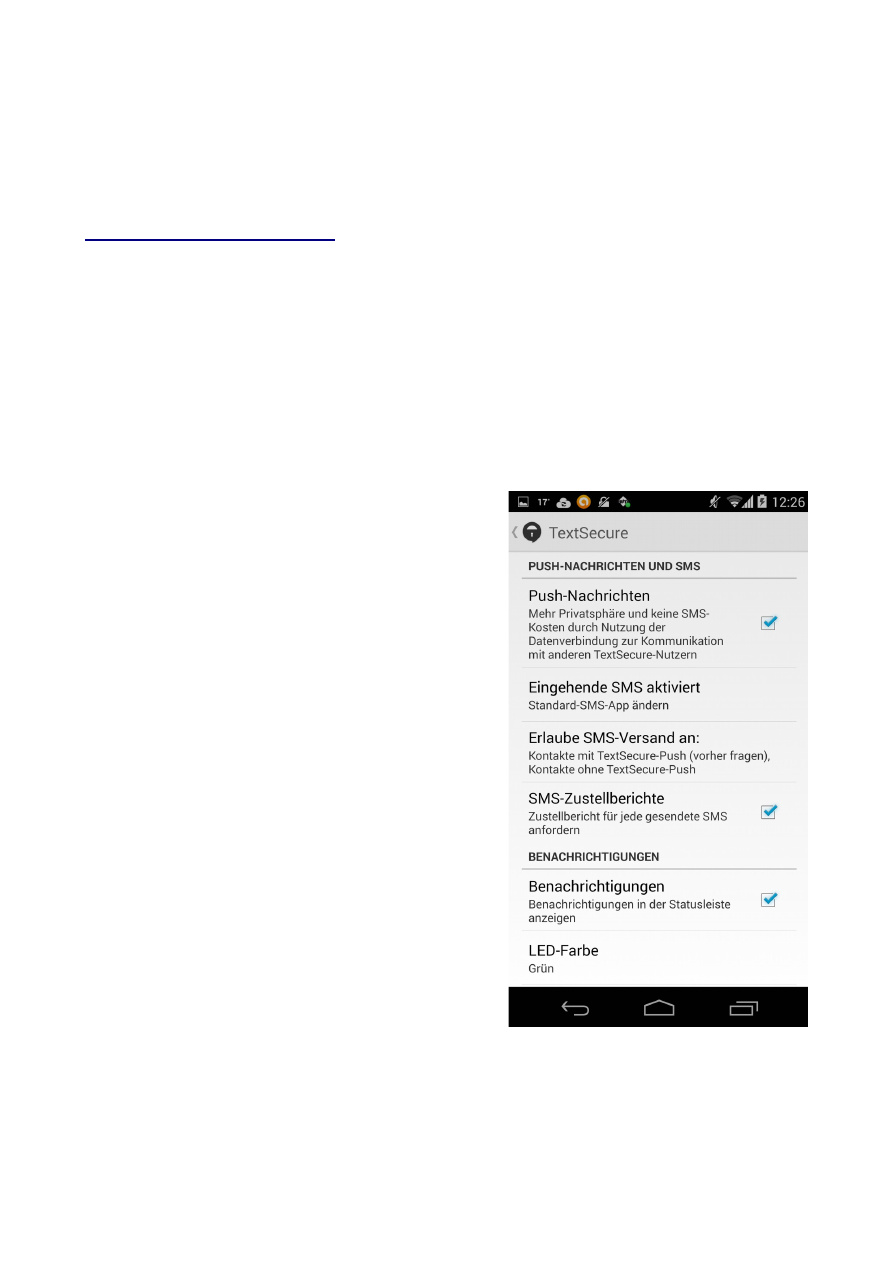 17°
12:26
TextSecure
PUSH-NACHRICHTEN UND SMS
Push-Nachrichten
Mehr Privatsphäre und keine SMS-
Kosten durch Nutzung der
Datenverbindung zur Kommunikation
mit anderen TextSecure-Nutzern
Eingehende SMS aktiviert
Standard-SMS-App ändern
Erlaube SMS-Versand an:
Kontakte mit TextSecure-Push (vorher fragen),
Kontakte ohne TextSecure-Push
SMS-Zustellberichte
Zustellbericht für jede gesendete SMS
anfordern
BENACHRICHTIGUNGEN
Benachrichtigungen
Benachrichtigungen in der Statusleiste
anzeigen
LED-Farbe
Grün